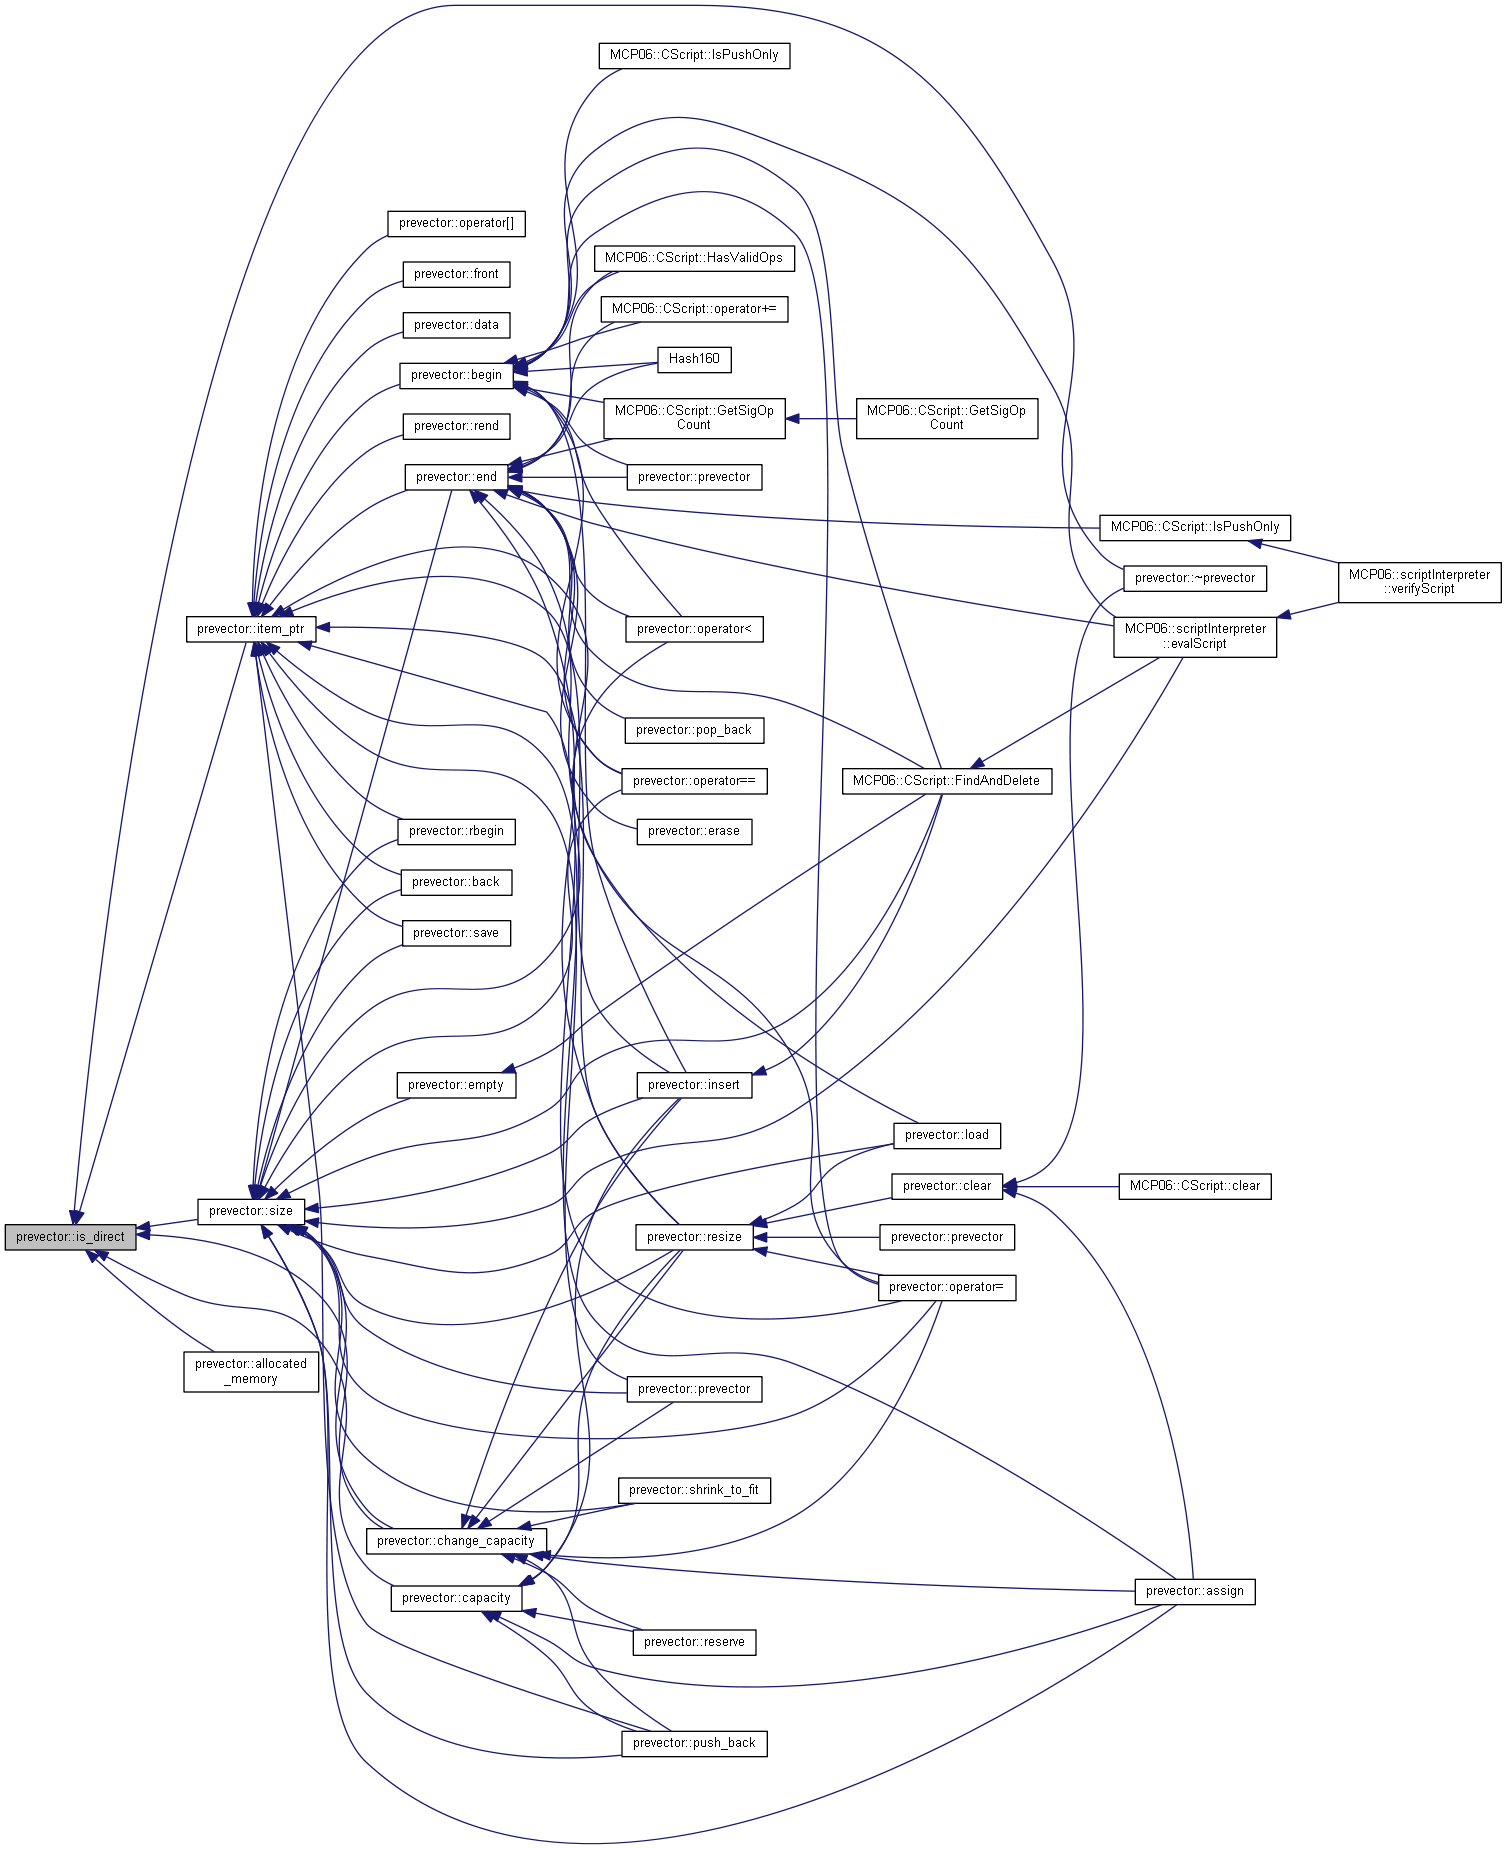 MCP06::CScript::IsPushOnly
prevector::operator[]
MCP06::CScript::HasValidOps
prevector::front
MCP06::CScript::operator+=
prevector::data
Hash160
prevector::begin
MCP06::CScript::GetSigOp
Count
MCP06::CScript::GetSigOp
Count
prevector::rend
prevector::end
prevector::prevector
MCP06::CScript::IsPushOnly
prevector::~prevector
MCP06::scriptInterpreter
::verifyScript
prevector::item_ptr
prevector::operator<
MCP06::scriptInterpreter
::evalScript
prevector::pop_back
prevector::operator==
MCP06::CScript::FindAndDelete
prevector::rbegin
prevector::erase
prevector::back
prevector::save
prevector::empty
prevector::insert
prevector::load
prevector::clear
MCP06::CScript::clear
prevector::size
prevector::is_direct
prevector::resize
prevector::prevector
prevector::operator=
prevector::allocated
_memory
prevector::prevector
prevector::shrink_to_fit
prevector::change_capacity
prevector::capacity
prevector::assign
prevector::reserve
prevector::push_back